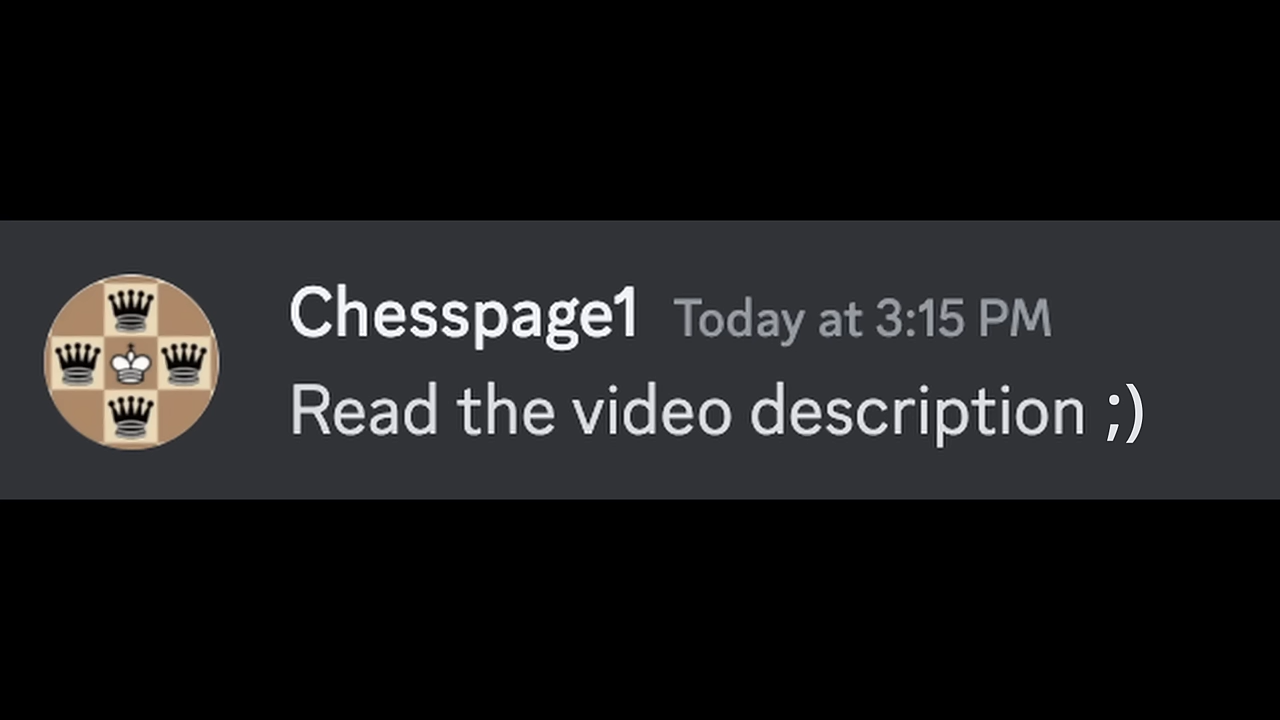 Chesspage1 Today at 3:15 PM
Read the video description ;)